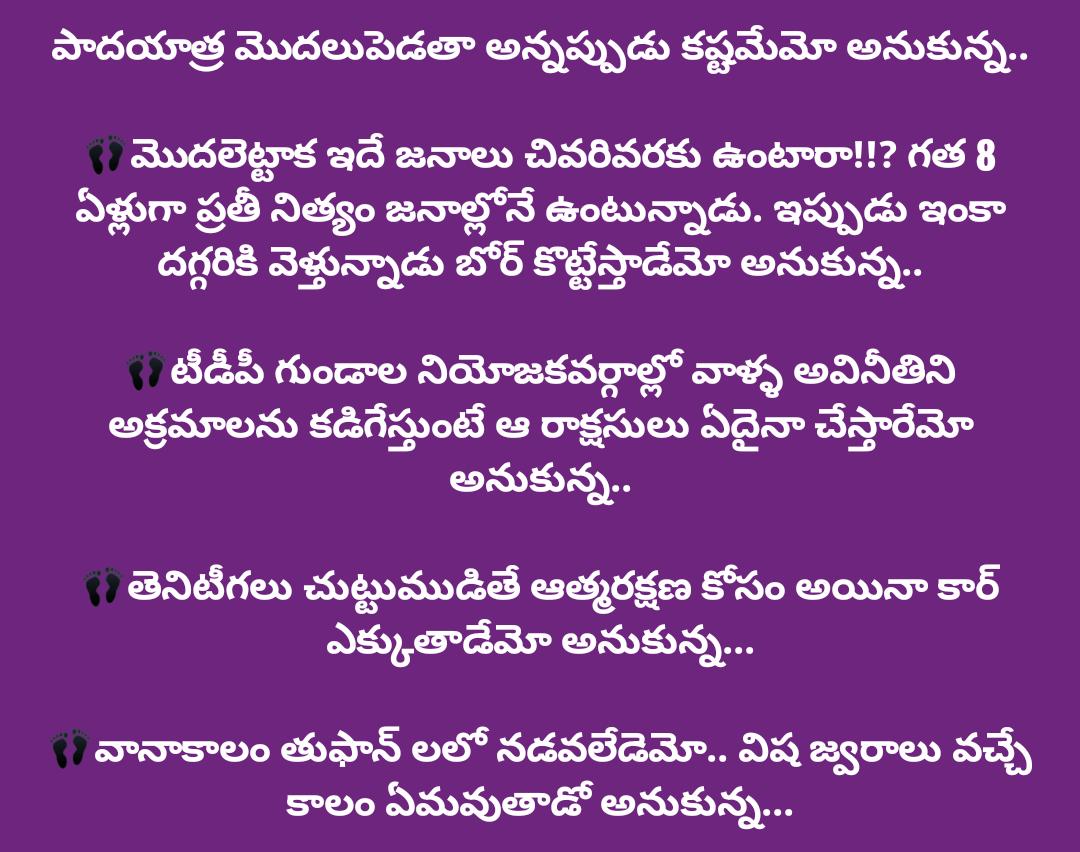 పాదయాత్ర మొదలుపెడతా అన్నప్పుడు కష్టమేమో అనుకున్న..
👣మొదలెట్టాక ఇదే జనాలు చివరివరకు ఉంటారా!!? గత 8
ఏళ్లుగా ప్రతీ నిత్యం జనాల్లోనే ఉంటున్నాడు. ఇప్పుడు ఇంకా
దగ్గరికి వెళ్తున్నాడు బోర్ కొట్టేస్తాడేమో అనుకున్న..
👣టీడీపీ గుండాల నియోజకవర్గాల్లో వాళ్ళ అవినీతిని
అక్రమాలను కడిగేస్తుంటే ఆ రాక్షసులు ఏదైనా చేస్తారేమో
అనుకున్న..
👣తెనిటీగలు చుట్టుముడితే ఆత్మరక్షణ కోసం అయినా కార్
ఎక్కుతాడేమో అనుకున్న...
👣వానాకాలం తుఫాన్ లలో నడవలేడెమో.. విష జ్వరాలు వచ్చే
కాలం ఏమవుతాడో అనుకున్న...